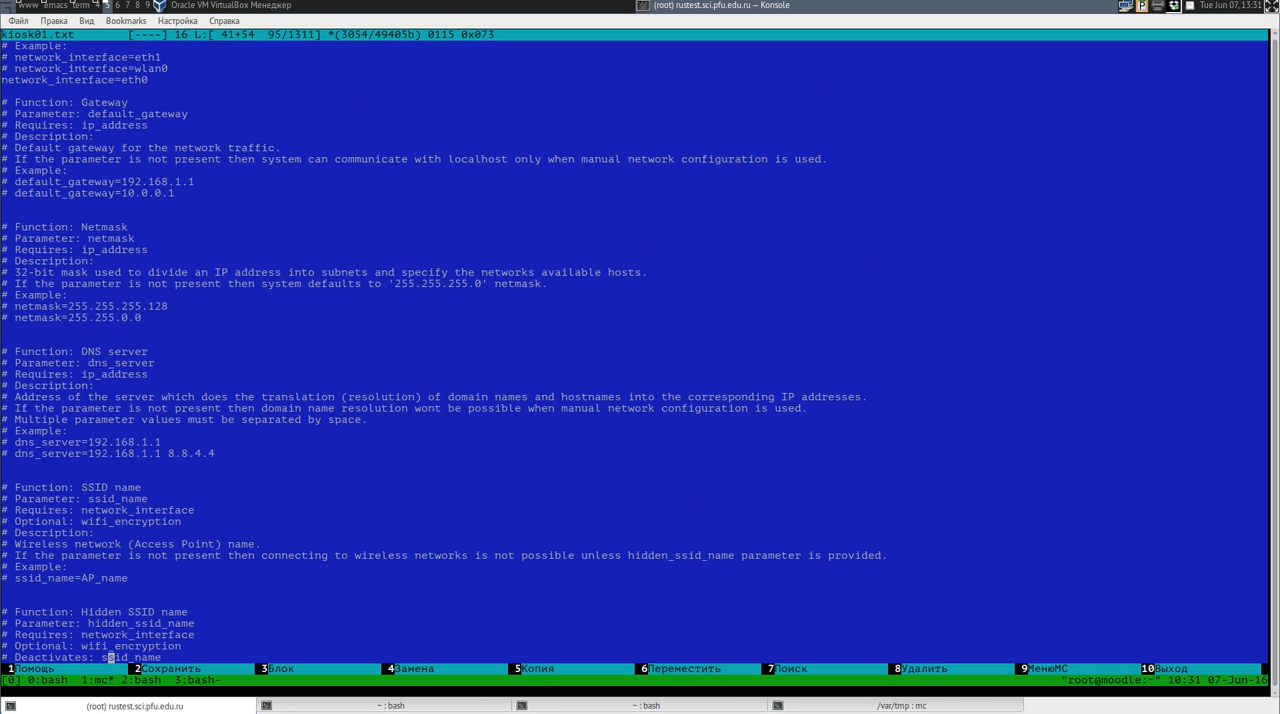 www Emacs Term 4 5 6 7 8 9 Oracle VM VirtualBox Менеджер (root) rustest.sci.pfu.edu.ru — Konsole Tue Jun 07, 13:31
Файл Правка Вид Bookmarks Настройка Справка
kiosk01.txt [----] 16 L:[ 41+54 95/1311] *(3054/49405b) 0115 0x073
# Example:
# network_interface=eth1
# network_interface=wlan0
network_interface=eth0
# Function: Gateway
# Parameter: default_gateway
# Requires: ip_address
# Description:
# Default gateway for the network traffic.
# If the parameter is not present then system can communicate with localhost only when manual network configuration is used.
# Example:
# default_gateway=192.168.1.1
# default_gateway=10.0.0.1
# Function: Netmask
# Parameter: netmask
# Requires: ip_address
# Description:
# 32-bit mask used to divide an IP address into subnets and specify the networks available hosts.
# If the parameter is not present then system defaults to '255.255.255.0' netmask.
# Example:
# netmask=255.255.255.128
# netmask=255.255.0.0
# Function: DNS server
# Parameter: dns_server
# Requires: ip_address
# Description:
# Address of the server which does the translation (resolution) of domain names and hostnames into the corresponding IP addresses.
# If the parameter is not present then domain name resolution wont be possible when manual network configuration is used.
# Multiple parameter values must be separated by space.
# Example:
# dns_server=192.168.1.1
# dns_server=192.168.1.1 8.8.4.4
# Function: SSID name
# Parameter: ssid_name
# Requires: network_interface
# Optional: wifi_encryption
# Description:
# Wireless network (Access Point) name.
# If the parameter is not present then connecting to wireless networks is not possible unless hidden_ssid_name parameter is provided.
# Example:
# ssid_name=AP_name
# Function: Hidden SSID name
# Parameter: hidden_ssid_name
# Requires: network_interface
# Optional: wifi_encryption
# Deactivates: ssid_name
1Помощь 2Сохранить 3Блок 4Замена 5Копия 6Переместить 7Поиск 8Удалить 9МенюMC 10Выход
[0] 0:bash 1:mc* 2:bash 3:bash- "root@moodle:~" 10:31 07-Jun-16
(root) rustest.sci.pfu.edu.ru ~ : bash ~ : bash /var/tmp : mc